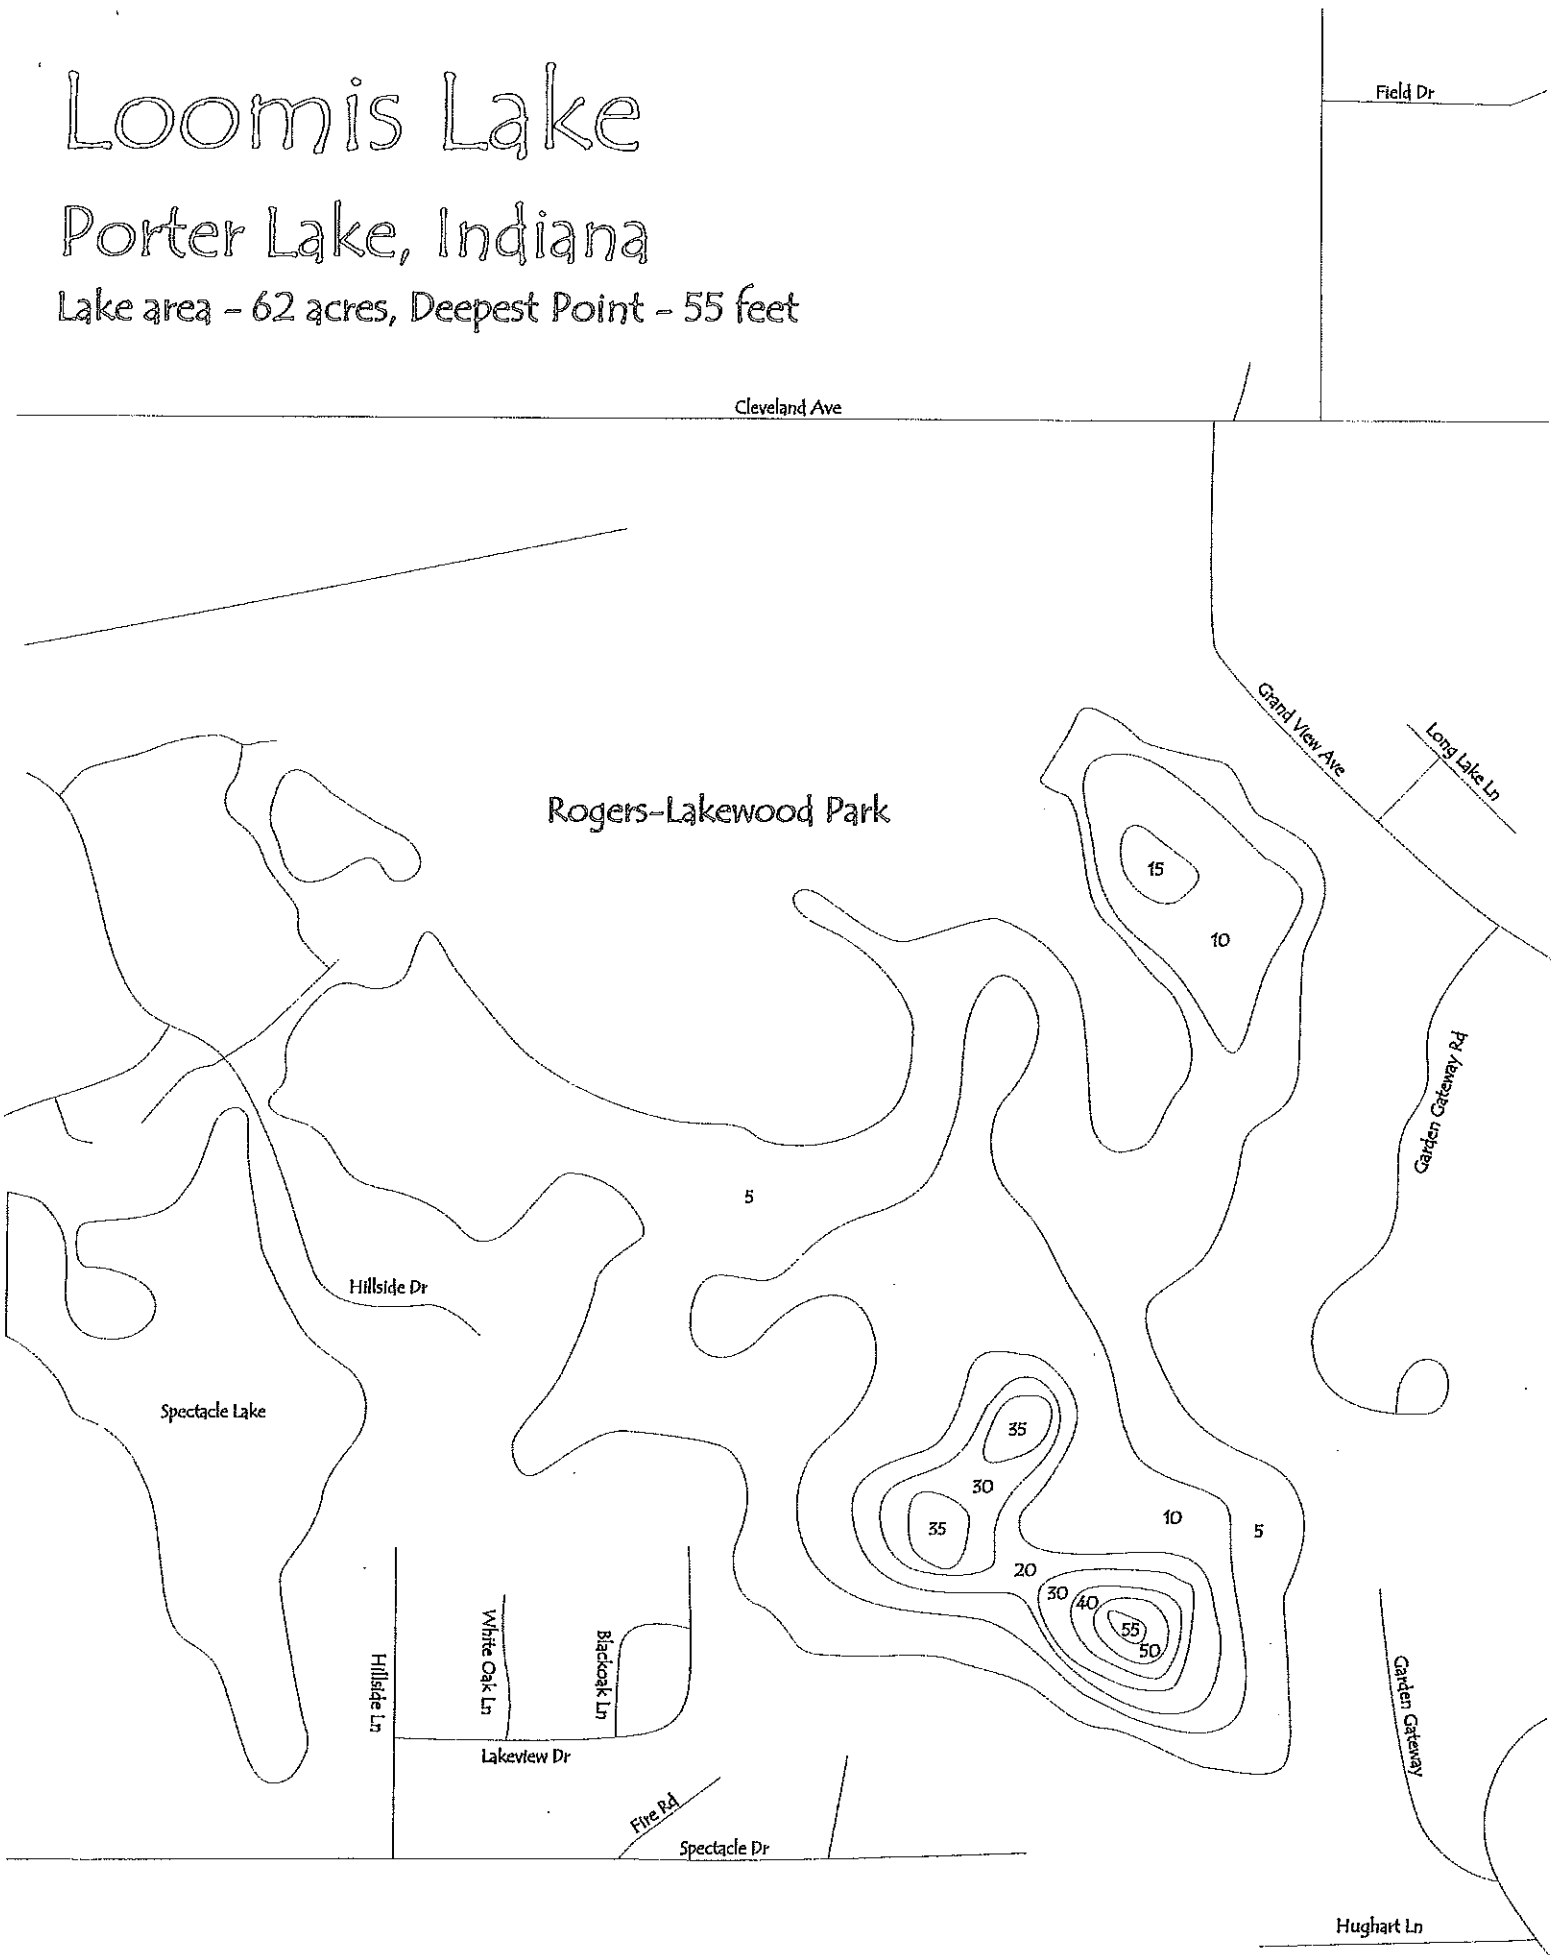 Loomis Lake
Porter Lake, Indiana
Lake area - 62 acres, Deepest Point - 55 feet
Field Dr
Cleveland Ave
Grand View Ave
Long Lake Ln
Rogers-Lakewood Park
15
10
Garden Gateway Rd
5
Hillside Dr
Spectacle Lake
35
30
35
10
5
20
30
40
55
50
Hillside Ln
White Oak Ln
Blackoak Ln
Lakeview Dr
Garden Gateway
Fire Rd
Spectacle Dr
Hughart Ln